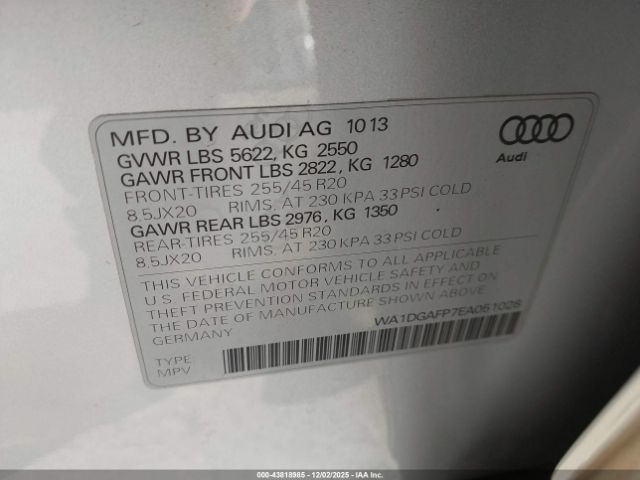 MFD. BY AUDI AG 10 13
GVWR LBS 5622, KG 2550
GAWR FRONT LBS 2822, KG 1280
FRONT-TIRES 255/45 R20
8.5JX20 RIMS, AT 230 KPA 33 PSI COLD
GAWR REAR LBS 2976, KG 1350
REAR-TIRES 255/45 R20
8.5JX20 RIMS, AT 230 KPA 33 PSI COLD
Audi
THIS VEHICLE CONFORMS TO ALL APPLICABLE
U S FEDERAL MOTOR VEHICLE SAFETY AND
THEFT PREVENTION STANDARDS IN EFFECT ON
THE DATE OF MANUFACTURE SHOWN ABOVE
GERMANY
WA1DGAFP7EA051028
TYPE
MPV
000-43818985 - 12/02/2025 - IAA Inc.